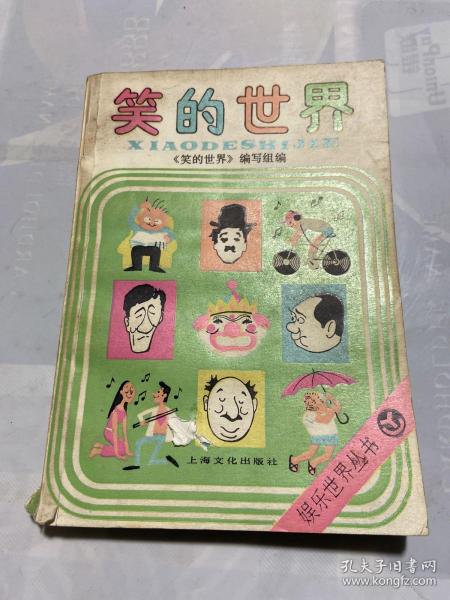 笑的世界
XIAODESHIJIE
《笑的世界》编写组编
上海文化出版社
娱乐世界丛书
孔夫子旧书网
www.kongfz.com